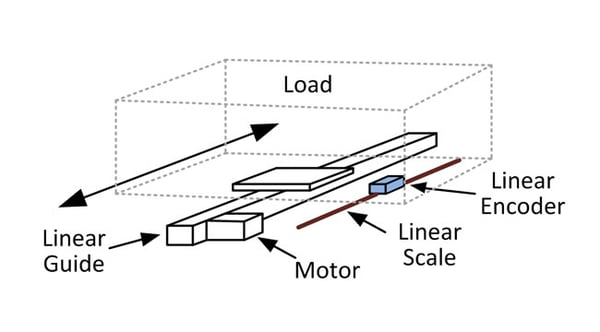 Load
Linear
Encoder
Linear
Guide
Motor
Linear
Scale